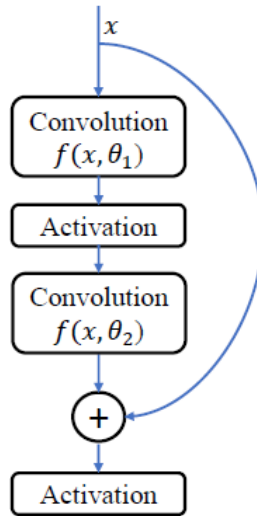 x
Convolution
f(x, θ₁)
Activation
Convolution
f(x, θ₂)
+
Activation